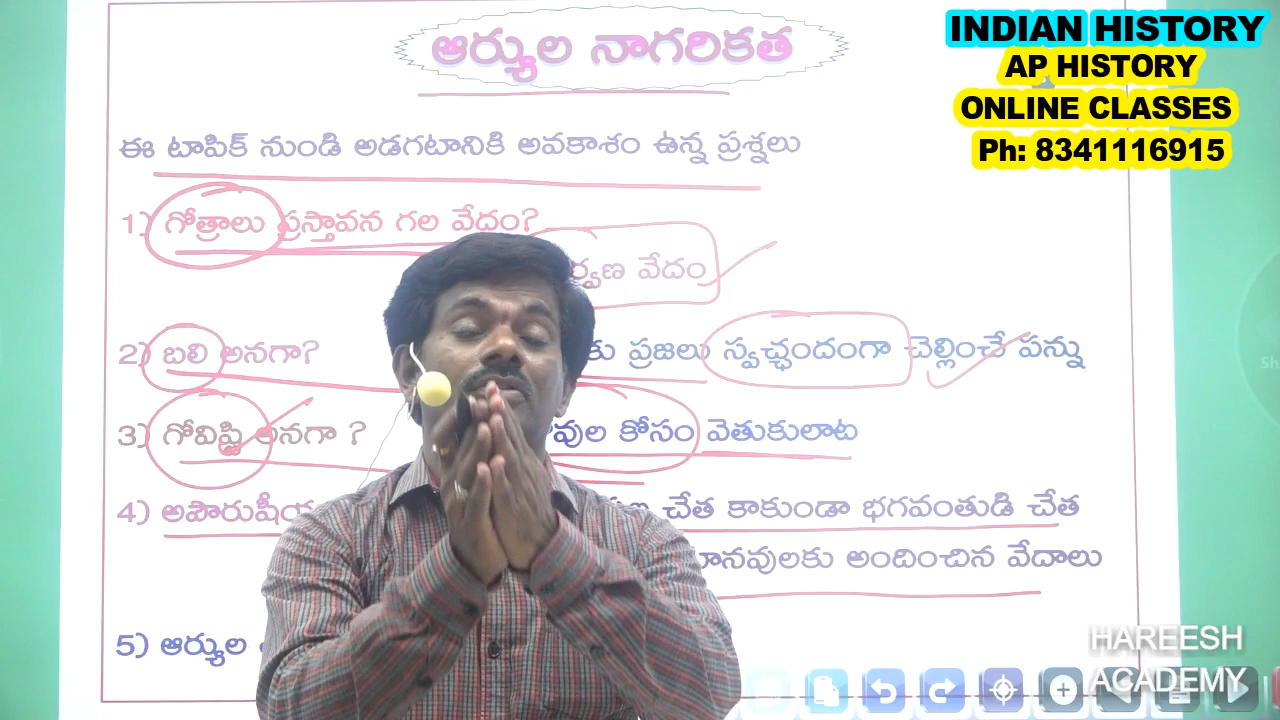 ఆర్యుల నాగరికత
INDIAN HISTORY
AP HISTORY
ONLINE CLASSES
Ph: 8341116915
ఈ టాపిక్ నుండి అడగటానికి అవకాశం ఉన్న ప్రశ్నలు
1) గోత్రాలు ప్రస్తావన గల వేదం?
ర్వణ వేదం
2) బలి అనగా? కు ప్రజలు స్వచ్ఛందంగా చెల్లించే పన్ను
3) గోవిష్టి అనగా ? వుల కోసం వెతుకులాట
4) అపౌరుషీయ చేత కాకుండా భగవంతుడి చేత
మానవులకు అందించిన వేదాలు
5) ఆర్యుల
HAREESH
ACADEMY